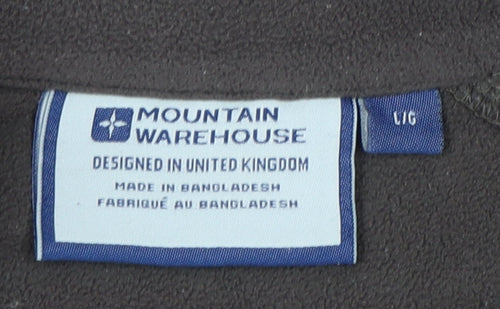 MOUNTAIN
WAREHOUSE
DESIGNED IN UNITED KINGDOM
MADE IN BANGLADESH
FABRIQUÉ AU BANGLADESH
L/G